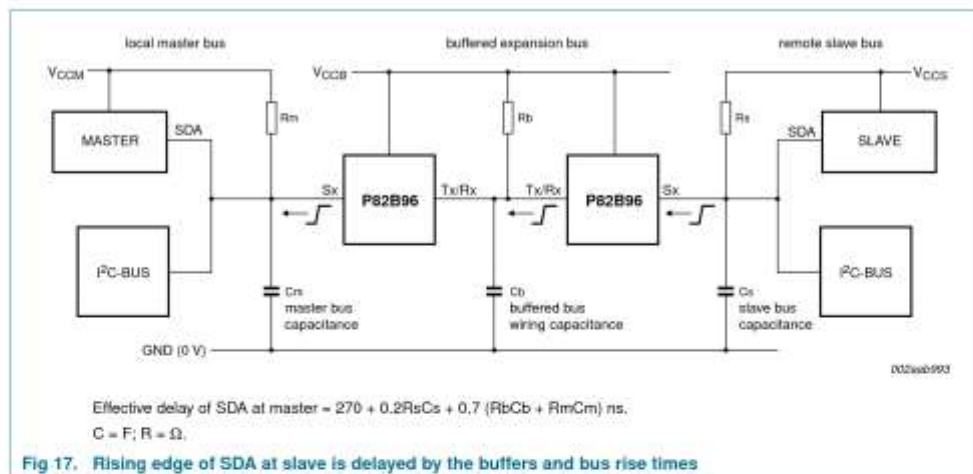 local master bus
buffered expansion bus
remote slave bus
VCCM
VCCB
VCCS
Rm
Rb
Rs
MASTER
SDA
SDA
SLAVE
Sx
P82B96
Tx/Rx
Tx/Rx
P82B96
Sx
I²C-BUS
I²C-BUS
Cm
master bus
capacitance
Cb
buffered bus
wiring capacitance
Cs
slave bus
capacitance
GND (0 V)
002aab993
Effective delay of SDA at master = 270 + 0.2RsCs + 0.7 (RbCb + RmCm) ns.
C = F; R = Ω.
Fig 17. Rising edge of SDA at slave is delayed by the buffers and bus rise times